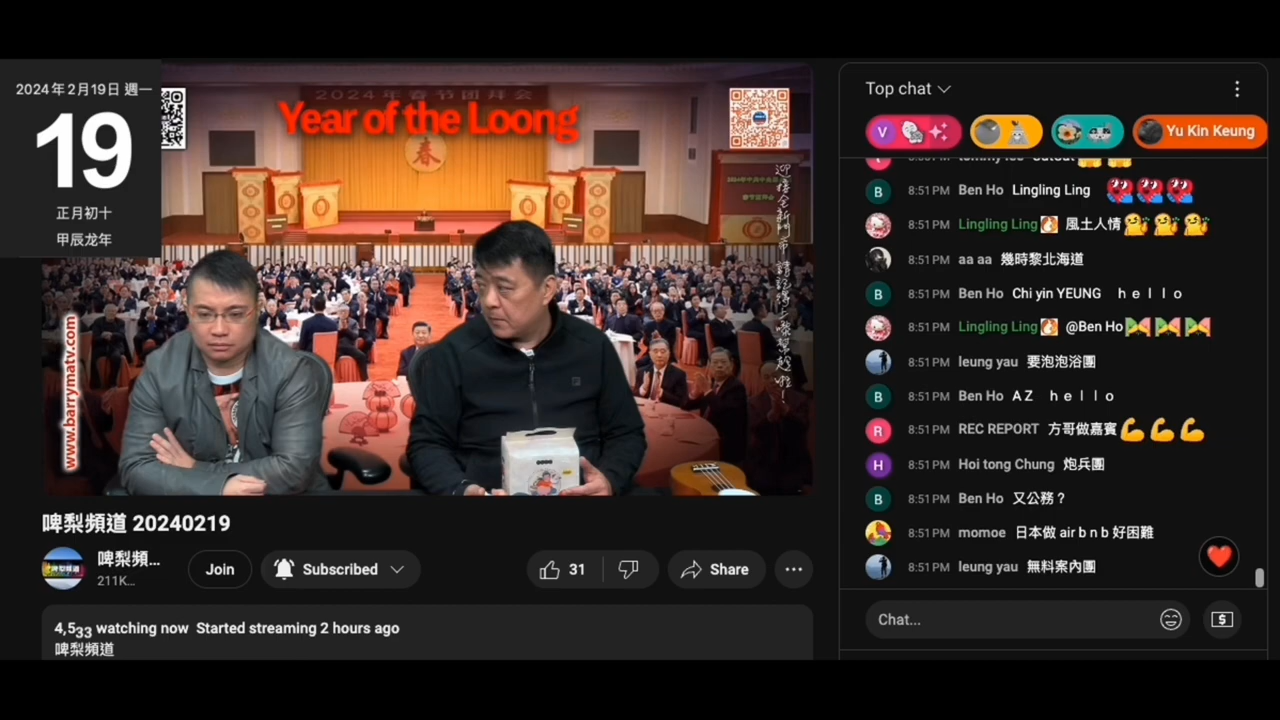 2024年2月19日 週一
19
正月初十
甲辰龙年
2024年春节团拜会
Year of the Loong
春
www.barrymatv.com
啤梨頻道 20240219
啤梨頻...
211K...
Join
Subscribed
31
Share
4,533 watching now Started streaming 2 hours ago
啤梨頻道
Top chat
V
Yu Kin Keung
8:51 PM Ben Ho Lingling Ling
8:51 PM Lingling Ling 風土人情
8:51 PM aa aa 幾時黎北海道
8:51 PM Ben Ho Chi yin YEUNG h e l l o
8:51 PM Lingling Ling @Ben Ho
8:51 PM leung yau 要泡泡浴團
8:51 PM Ben Ho A Z h e l l o
8:51 PM REC REPORT 方哥做嘉賓
8:51 PM Hoi tong Chung 炮兵團
8:51 PM Ben Ho 又公務？
8:51 PM momoe 日本做 air b n b 好困難
8:51 PM leung yau 無料案內團
Chat...